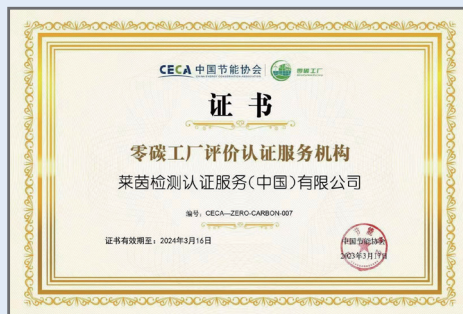 CECA 中国节能协会 零碳工厂
CHINA ENERGY CONSERVATION ASSOCIATION
证书
零碳工厂评价认证服务机构
莱茵检测认证服务(中国)有限公司
编号:CECA—ZERO-CARBON-007
证书有效期至:2024年3月16日
中国节能协会
2023年3月17日